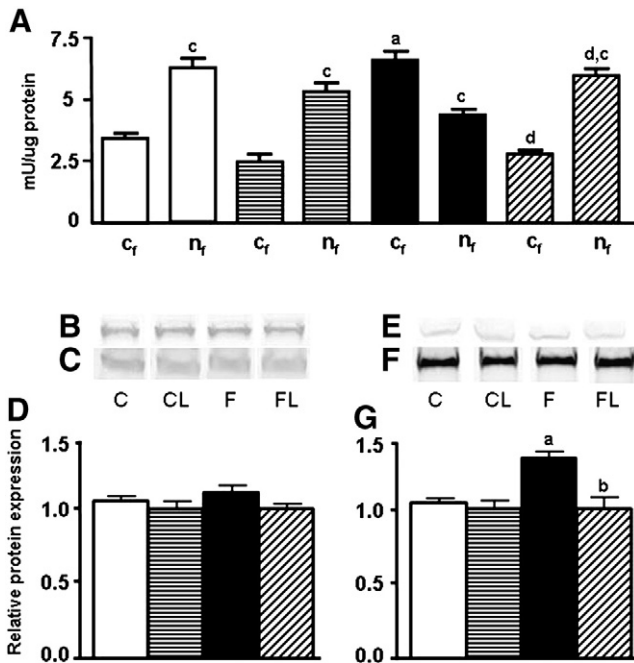 A
mU/ug protein
7.5
5
2.5
0
c
c
a
c
d
d,c
cf nf cf nf cf nf cf nf
B
C
C CL F FL
E
F
C CL F FL
D
Relative protein expression
1.5
1.0
0.5
0.0
G
1.5
1.0
0.5
0.0
a
b